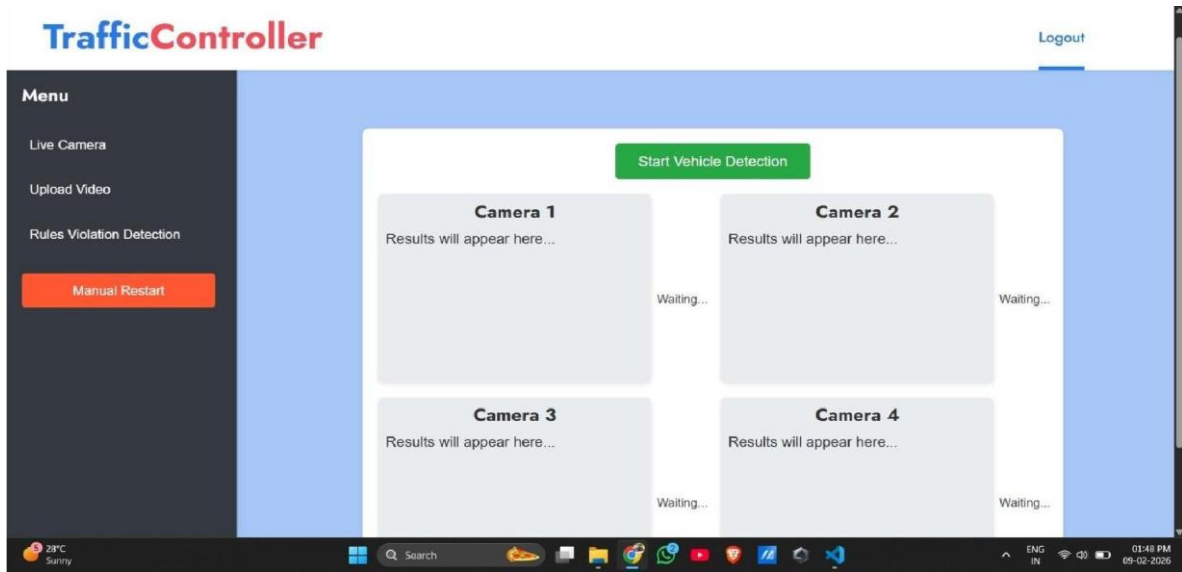 TrafficController
Logout
Menu
Live Camera
Upload Video
Rules Violation Detection
Manual Restart
Start Vehicle Detection
Camera 1
Results will appear here...
Waiting...
Camera 2
Results will appear here...
Waiting...
Camera 3
Results will appear here...
Waiting...
Camera 4
Results will appear here...
Waiting...
5
28°C
Sunny
Search
2
ENG
IN
01:48 PM
09-02-2026